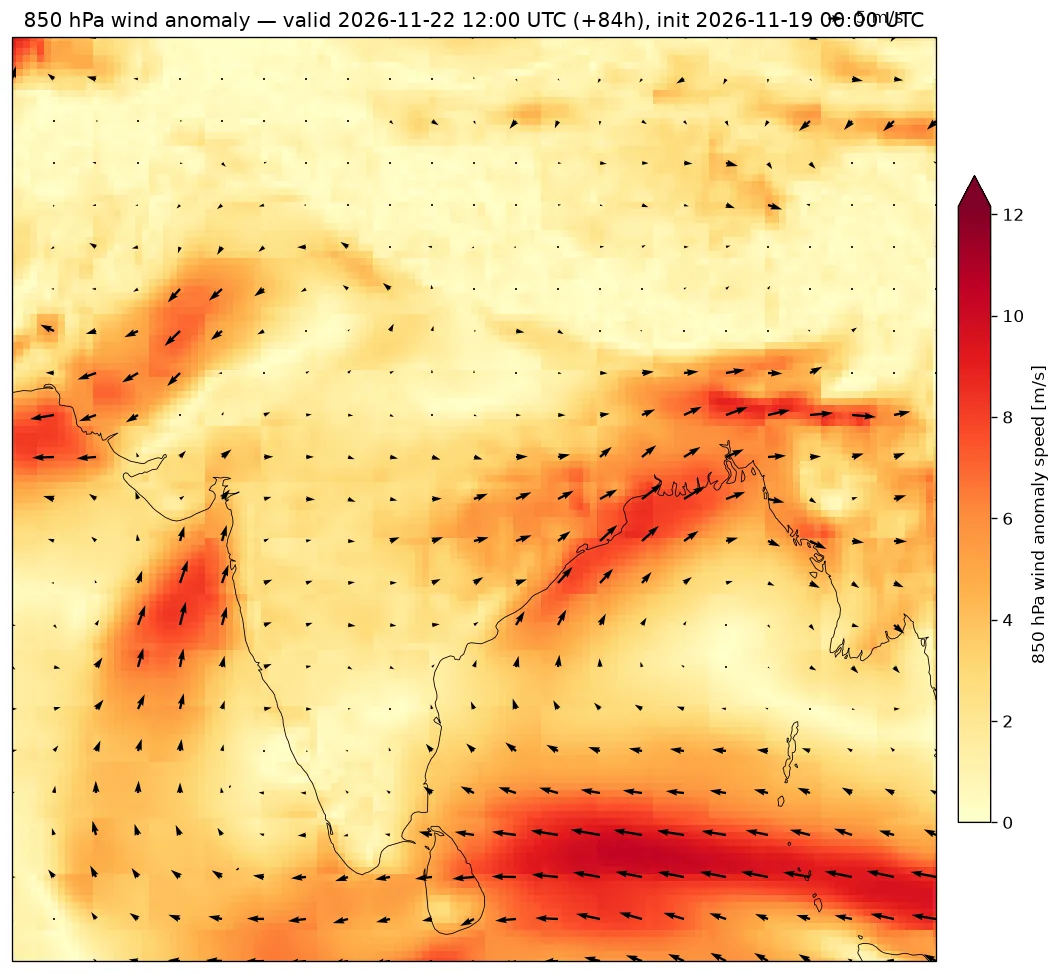 850 hPa wind anomaly — valid 2026-11-22 12:00 UTC (+84h), init 2026-11-19 00:00 UTC
5 m/s
12
10
8
6
4
2
0
850 hPa wind anomaly speed [m/s]